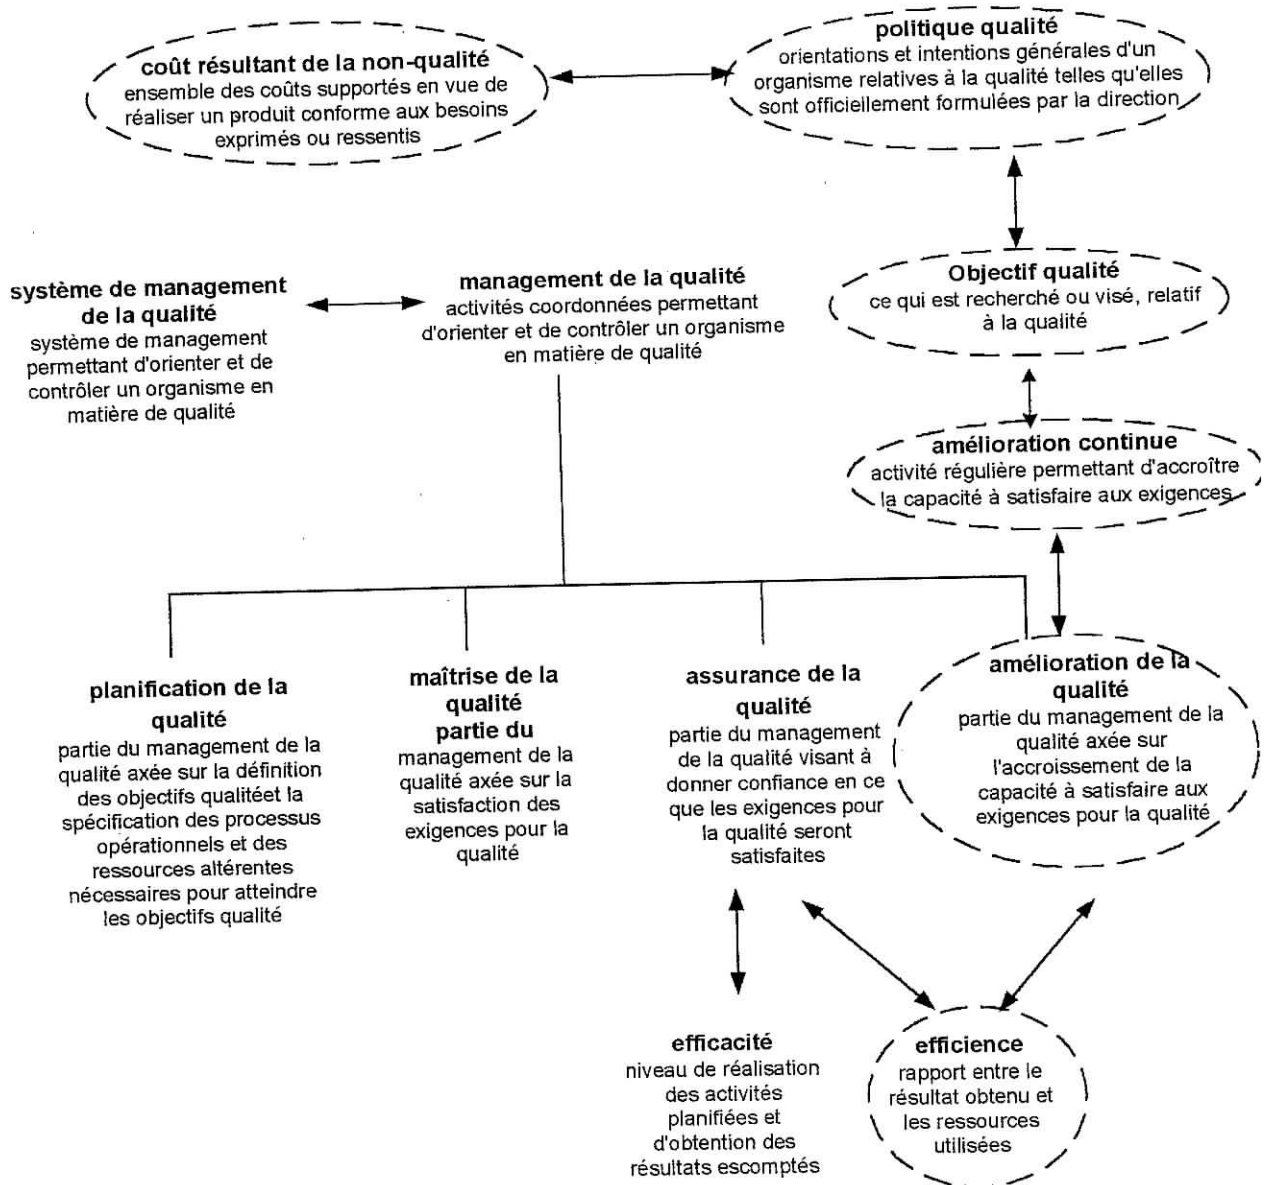 coût résultant de la non-qualité
ensemble des coûts supportés en vue de
réaliser un produit conforme aux besoins
exprimés ou ressentis
politique qualité
orientations et intentions générales d'un
organisme relatives à la qualité telles qu'elles
sont officiellement formulées par la direction
système de management
de la qualité
système de management
permettant d'orienter et de
contrôler un organisme en
matière de qualité
management de la qualité
activités coordonnées permettant
d'orienter et de contrôler un organisme
en matière de qualité
Objectif qualité
ce qui est recherché ou visé, relatif
à la qualité
amélioration continue
activité régulière permettant d'accroître
la capacité à satisfaire aux exigences
planification de la
qualité
partie du management de la
qualité axée sur la définition
des objectifs qualitéet la
spécification des processus
opérationnels et des
ressources altérentes
nécessaires pour atteindre
les objectifs qualité
maîtrise de la
qualité
partie du
management de la
qualité axée sur la
satisfaction des
exigences pour la
qualité
assurance de la
qualité
partie du management
de la qualité visant à
donner confiance en ce
que les exigences pour
la qualité seront
satisfaites
amélioration de la
qualité
partie du management de la
qualité axée sur
l'accroissement de la
capacité à satisfaire aux
exigences pour la qualité
efficacité
niveau de réalisation
des activités
planifiées et
d'obtention des
résultats escomptés
efficience
rapport entre le
résultat obtenu et
les ressources
utilisées